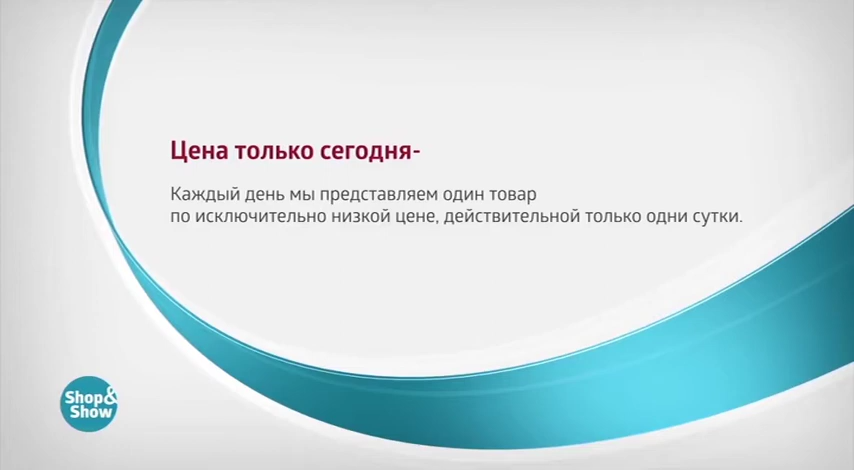 Цена только сегодня-
Каждый день мы представляем один товар
по исключительно низкой цене, действительной только одни сутки.
Shop&
Show